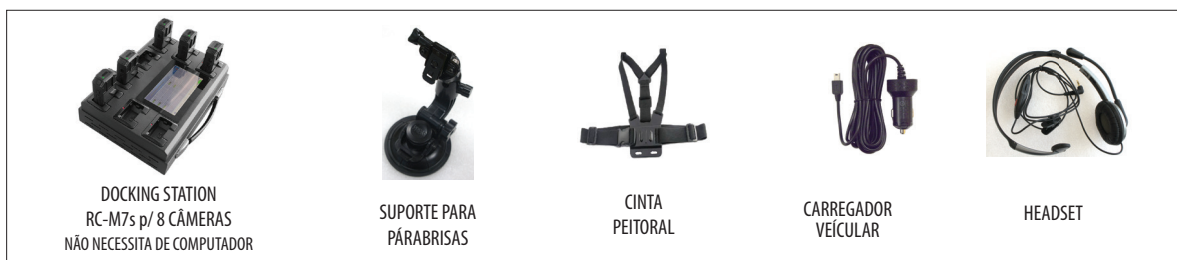 DOCKING STATION
RC-M7s p/ 8 CÂMERAS
NÃO NECESSITA DE COMPUTADOR
SUPORTE PARA
PÁRABRISAS
CINTA
PEITORAL
CARREGADOR
VEÍCULAR
HEADSET